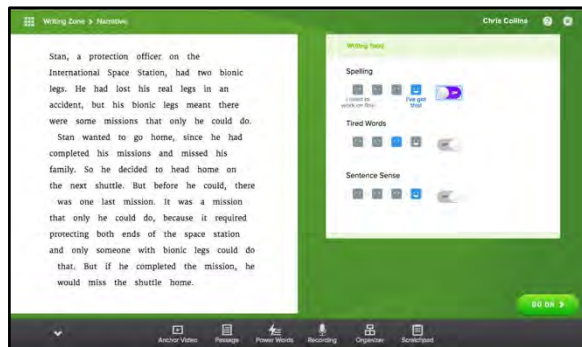 Writing Zone > Narrative
Chris Collins
Stan, a protection officer on the
International Space Station, had two bionic
legs. He had lost his real legs in an
accident, but his bionic legs meant there
were some missions that only he could do.
Stan wanted to go home, since he had
completed his missions and missed his
family. So he decided to head home on
the next shuttle. But before he could, there
was one last mission. It was a mission
that only he could do, because it required
protecting both ends of the space station
and only someone with bionic legs could do
that. But if he completed the mission, he
would miss the shuttle home.
Writing Tools
Spelling
I need to work on this
I've got this!
Tired Words
Sentence Sense
GO ON >
Anchor Video
Passage
Power Words
Recording
Organizer
Scratchpad